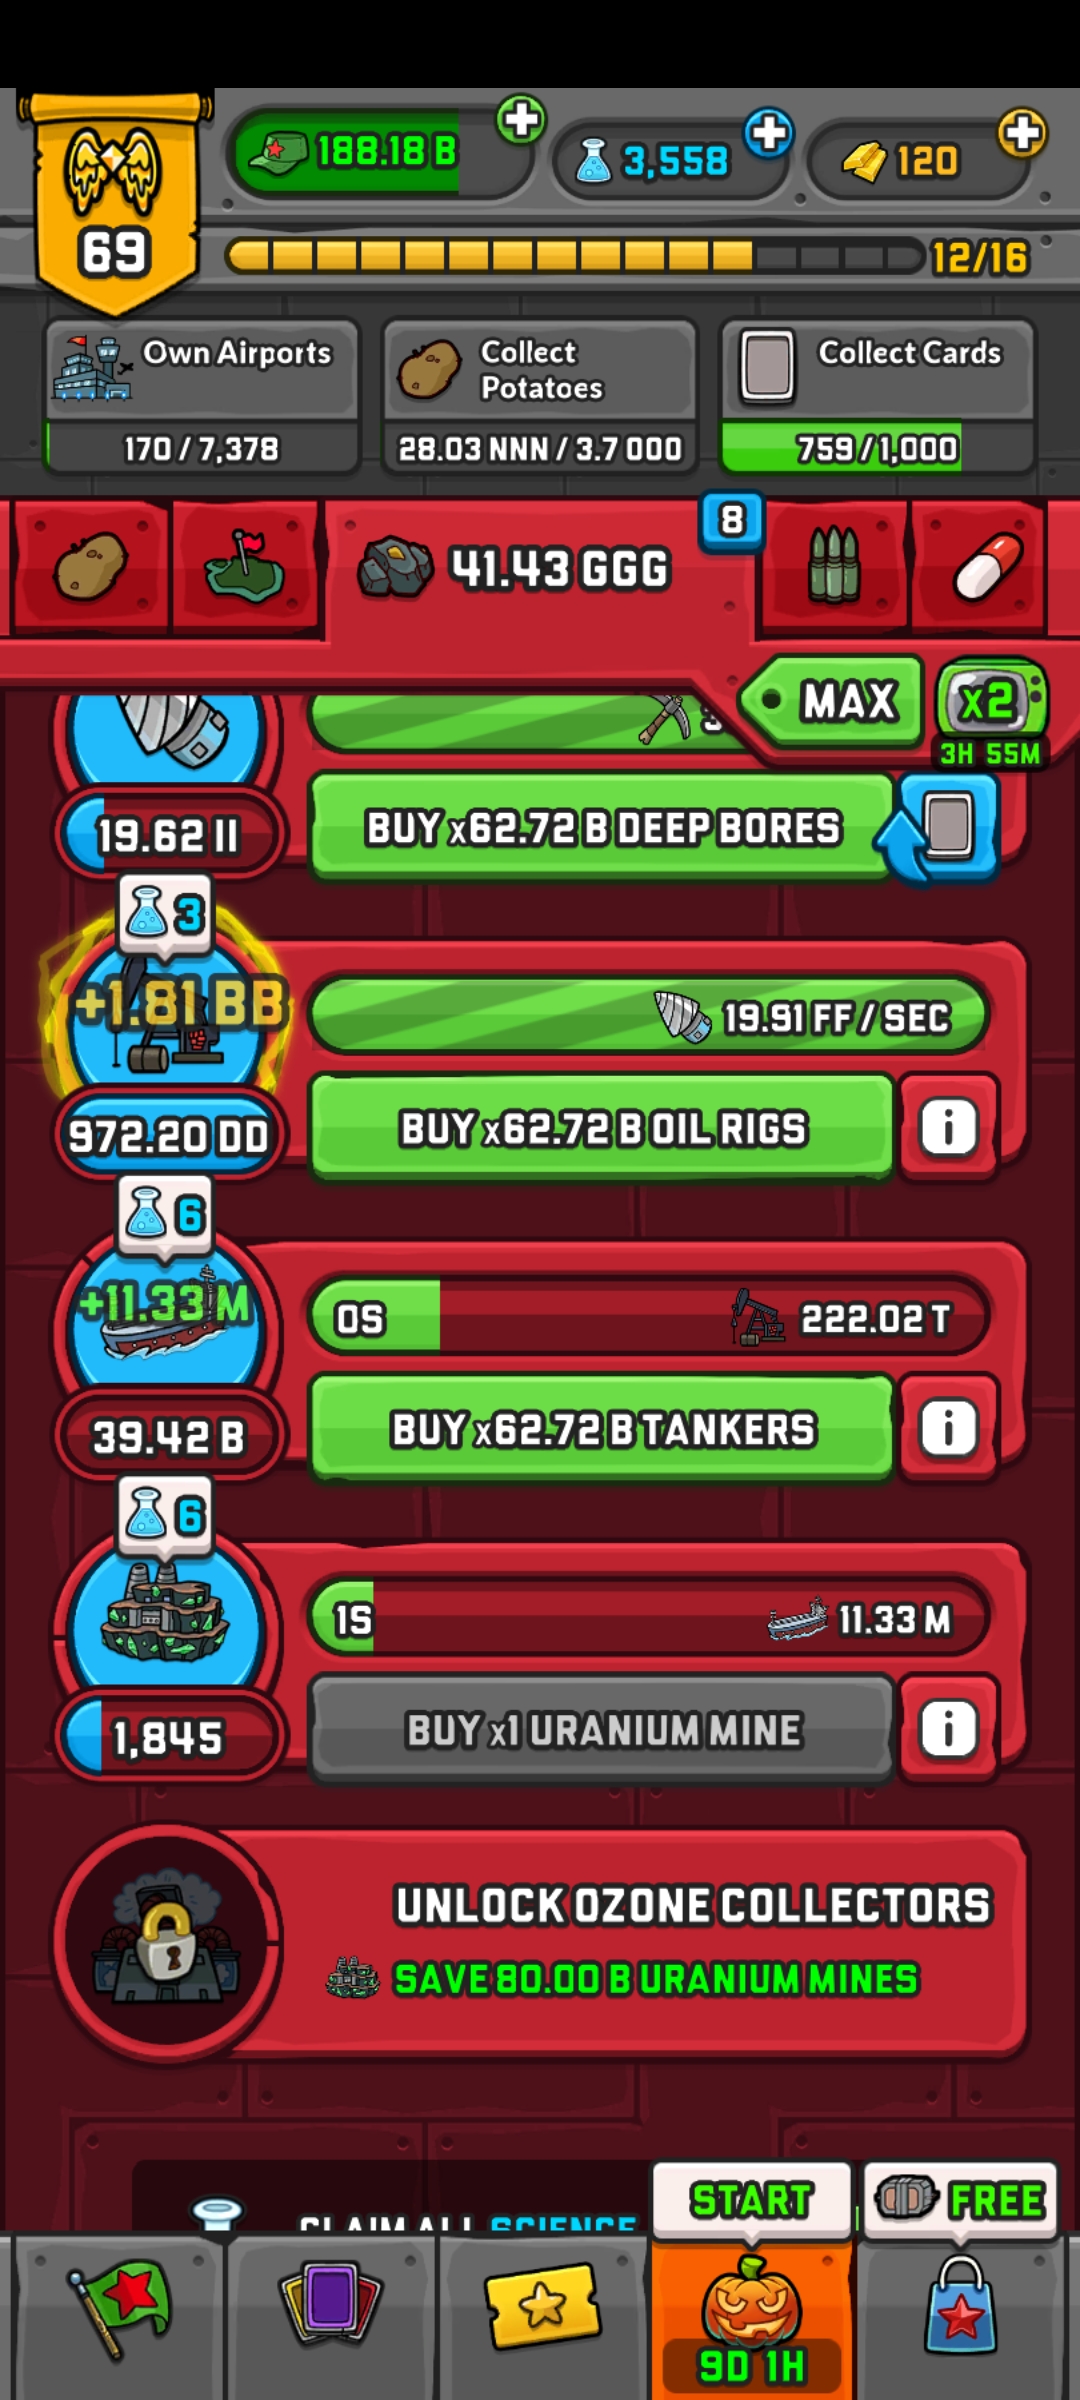 188.18 B
3,558
120
69
12/16
Own Airports
170 / 7,378
Collect
Potatoes
28.03 NNN / 3.7 000
Collect Cards
759 / 1,000
41.43 GGG
8
MAX
x2
3H 55M
19.62 II
BUY x62.72 B DEEP BORES
3
+1.81 BB
972.20 DD
19.91 FF / SEC
BUY x62.72 B OIL RIGS
i
6
+11.33 M
39.42 B
0S
222.02 T
BUY x62.72 B TANKERS
i
6
1,845
1S
11.33 M
BUY x1 URANIUM MINE
i
UNLOCK OZONE COLLECTORS
SAVE 80.00 B URANIUM MINES
CLAIM ALL SCIENCE
START
FREE
9D 1H